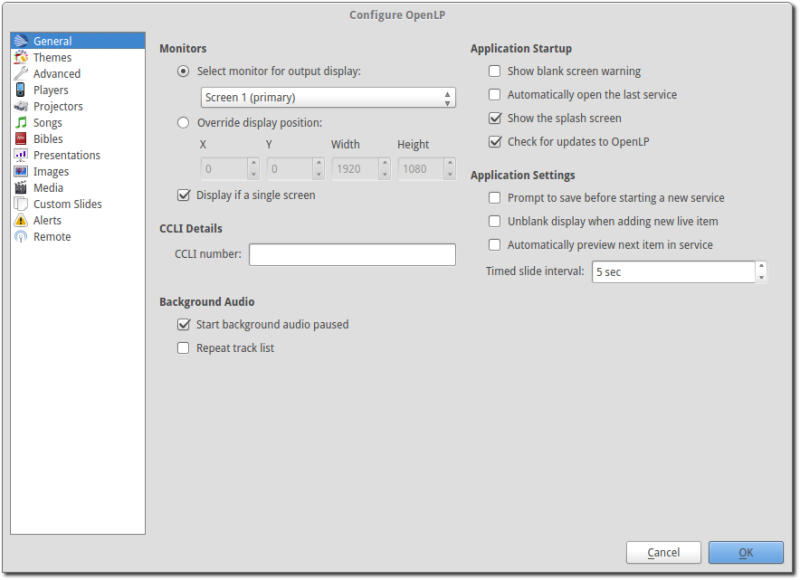 Configure OpenLP
General
Themes
Advanced
Players
Projectors
Songs
Bibles
Presentations
Images
Media
Custom Slides
Alerts
Remote
Monitors
Select monitor for output display:
Screen 1 (primary)
Override display position:
X Y Width Height
0 0 1920 1080
Display if a single screen
CCLI Details
CCLI number:
Background Audio
Start background audio paused
Repeat track list
Application Startup
Show blank screen warning
Automatically open the last service
Show the splash screen
Check for updates to OpenLP
Application Settings
Prompt to save before starting a new service
Unblank display when adding new live item
Automatically preview next item in service
Timed slide interval: 5 sec
Cancel OK